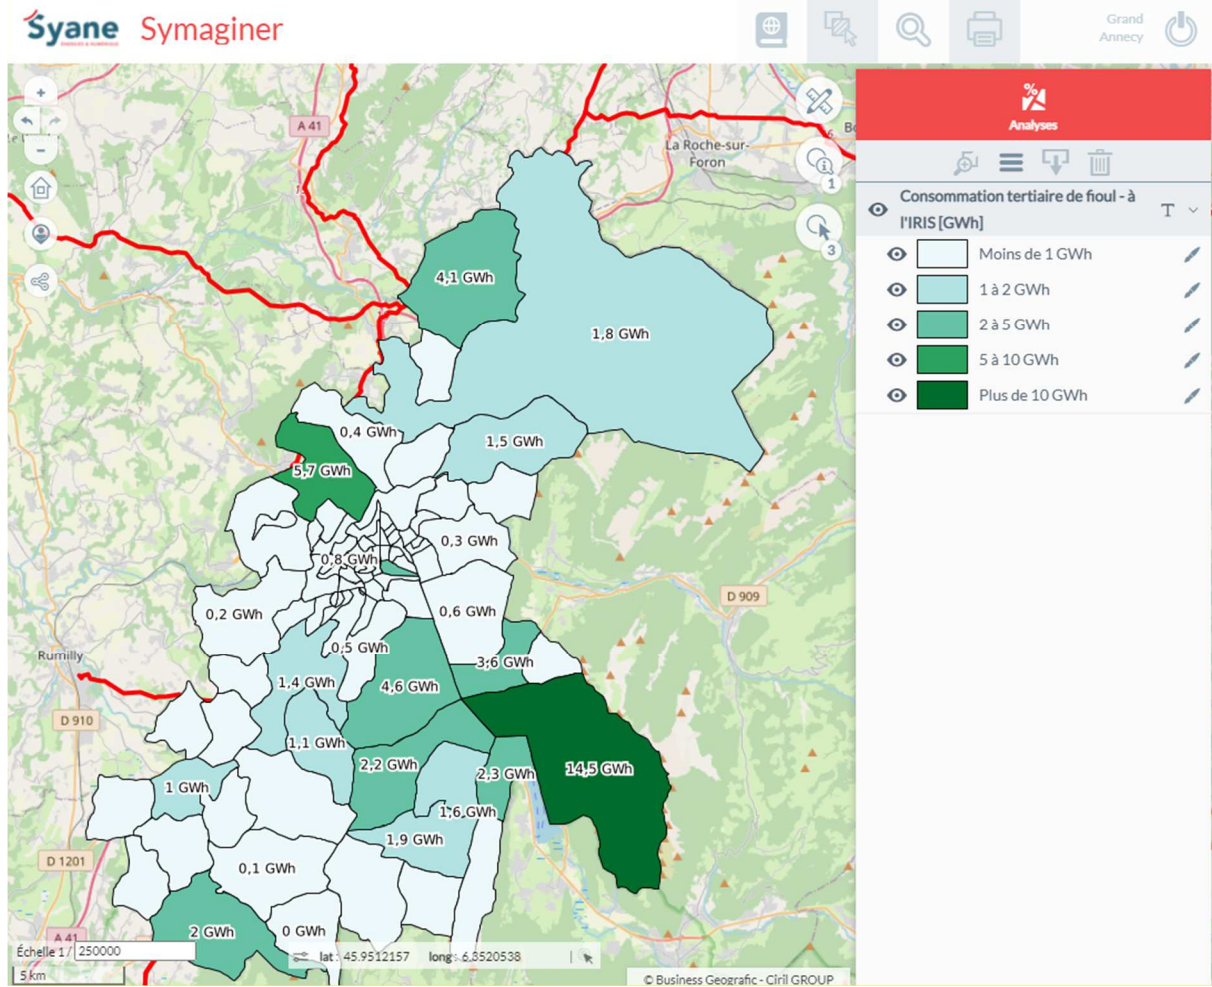 Syane
ÉNERGIES & NUMÉRIQUE
Symaginer
Grand
Annecy
A 41
La Roche-sur-
Foron
1
3
4,1 GWh
1,8 GWh
0,4 GWh
1,5 GWh
5,7 GWh
0,3 GWh
0,8 GWh
D 909
0,2 GWh
0,6 GWh
Rumilly
0,5 GWh
3,6 GWh
1,4 GWh
4,6 GWh
D 910
1,1 GWh
2,2 GWh
2,3 GWh
14,5 GWh
1 GWh
1,6 GWh
1,9 GWh
D 1201
0,1 GWh
2 GWh
0 GWh
A 41
Échelle 1 / 250000
lat : 45.9512157 long : 6.3520538
5 km
© Business Geografic - Ciril GROUP
%
Analyses
Consommation tertiaire de fioul - à
l'IRIS [GWh]
T
Moins de 1 GWh
1 à 2 GWh
2 à 5 GWh
5 à 10 GWh
Plus de 10 GWh